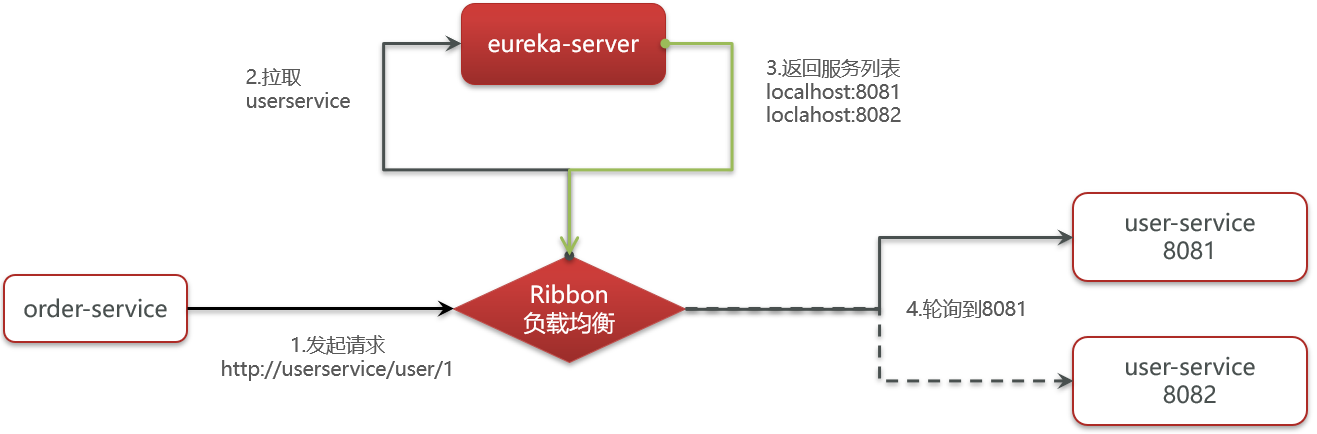 eureka-server
2.拉取
userservice
3.返回服务列表
localhost:8081
loclahost:8082
order-service
1.发起请求
http://userservice/user/1
Ribbon
负载均衡
4.轮询到8081
user-service
8081
user-service
8082